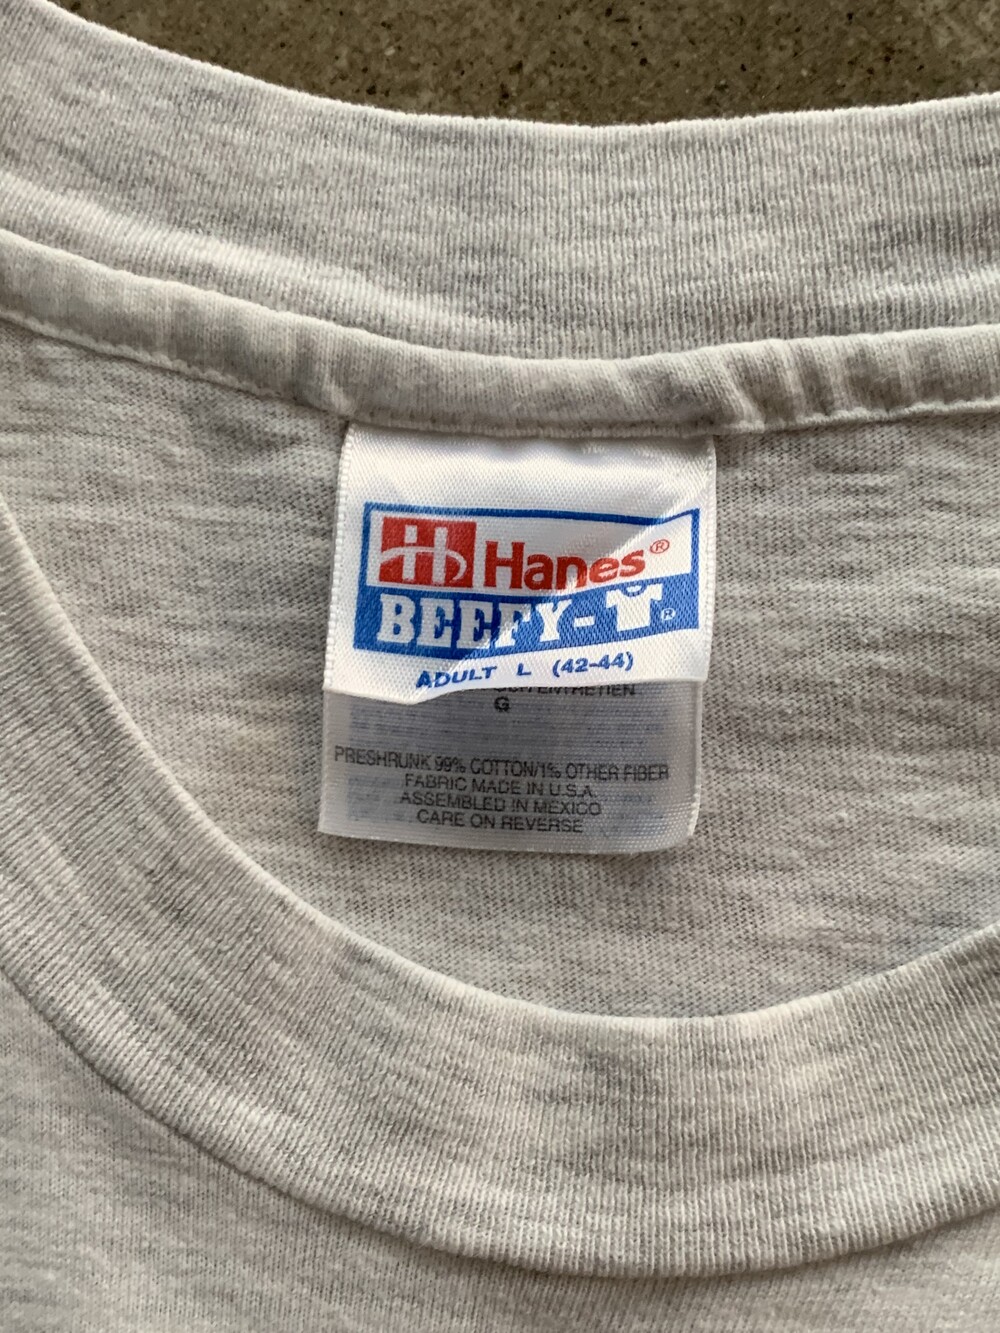 Hanes®
BEEFY-T®
ADULT L (42-44)
ENTRETIEN
G
PRESHRUNK 99% COTTON/1% OTHER FIBER
FABRIC MADE IN U.S.A.
ASSEMBLED IN MEXICO
CARE ON REVERSE